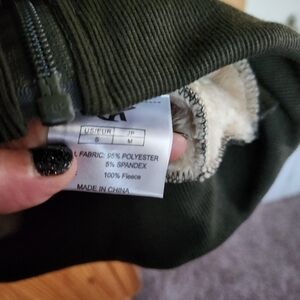 US/EUR JP
S M
L FABRIC: 95% POLYESTER
5% SPANDEX
100% Fleece
MADE IN CHINA